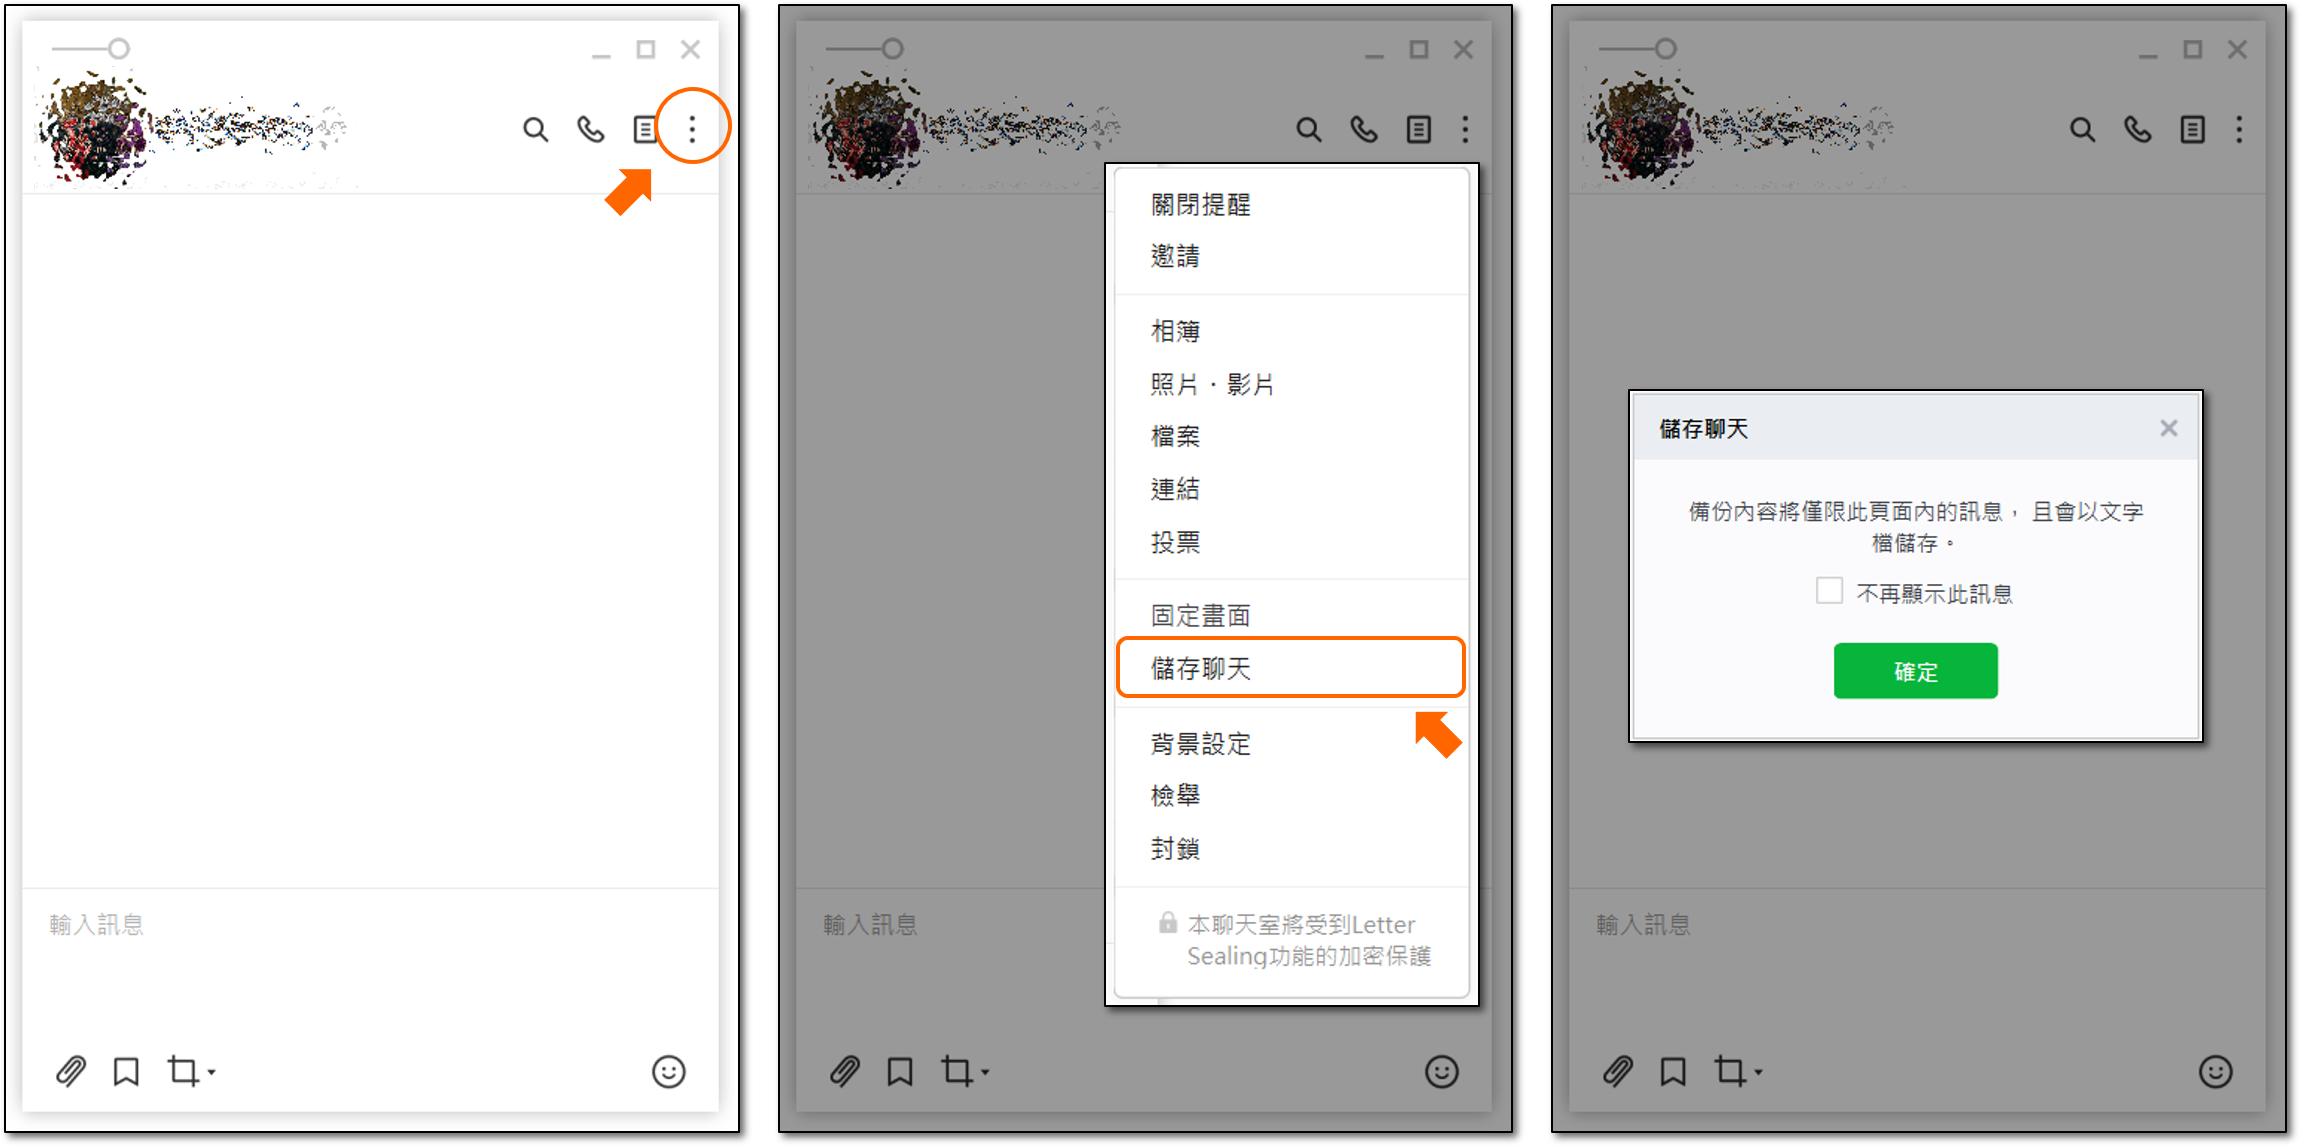 輸入訊息
關閉提醒
邀請
相簿
照片・影片
檔案
連結
投票
固定畫面
儲存聊天
背景設定
檢舉
封鎖
本聊天室將受到Letter
Sealing功能的加密保護
輸入訊息
儲存聊天
備份內容將僅限此頁面內的訊息， 且會以文字
檔儲存。
不再顯示此訊息
確定
輸入訊息